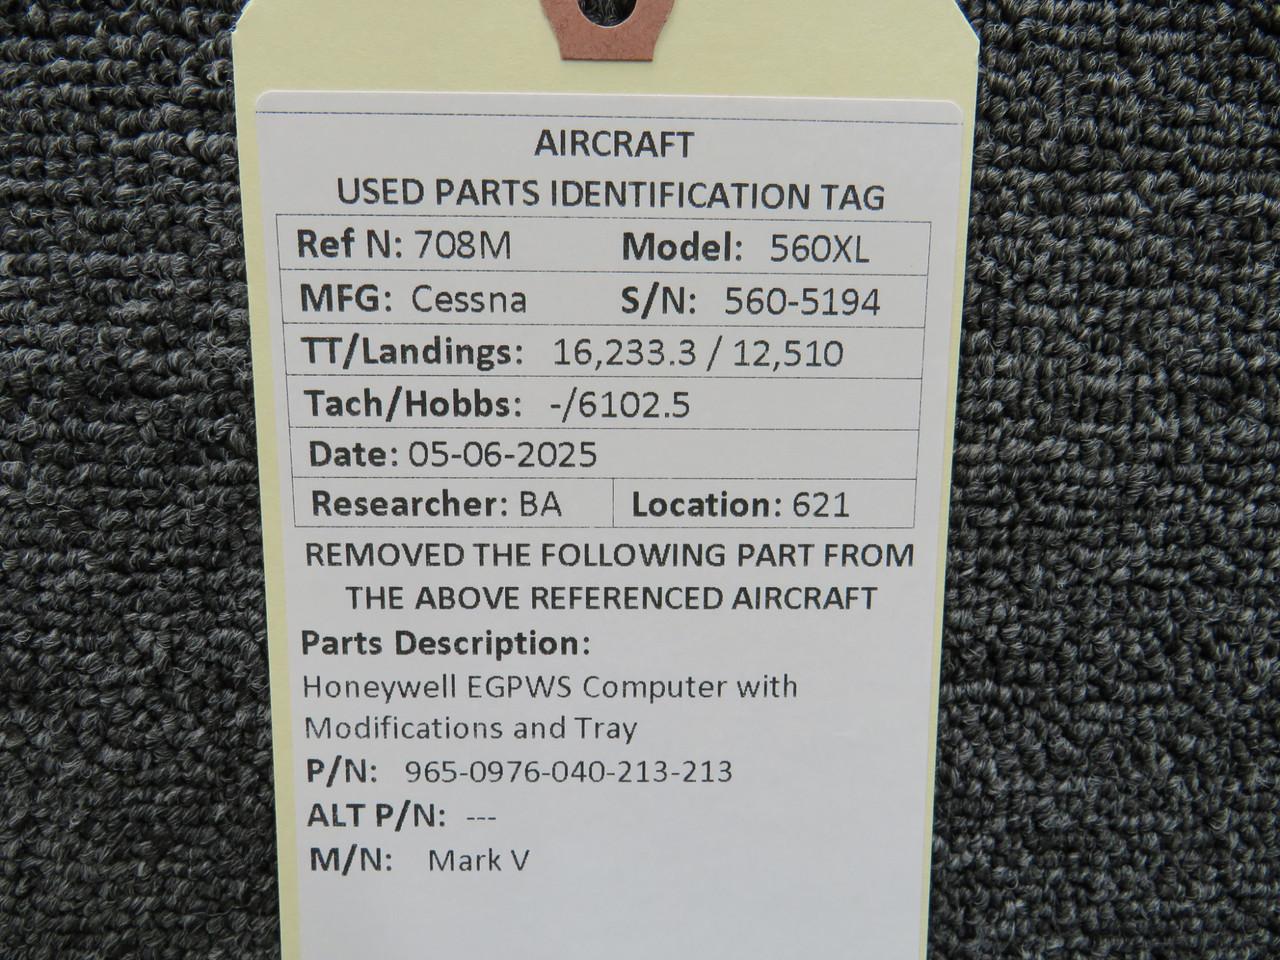 AIRCRAFT
USED PARTS IDENTIFICATION TAG
Ref N: 708M Model: 560XL
MFG: Cessna S/N: 560-5194
TT/Landings: 16,233.3 / 12,510
Tach/Hobbs: -/6102.5
Date: 05-06-2025
Researcher: BA Location: 621
REMOVED THE FOLLOWING PART FROM
THE ABOVE REFERENCED AIRCRAFT
Parts Description:
Honeywell EGPWS Computer with
Modifications and Tray
P/N: 965-0976-040-213-213
ALT P/N: ---
M/N: Mark V